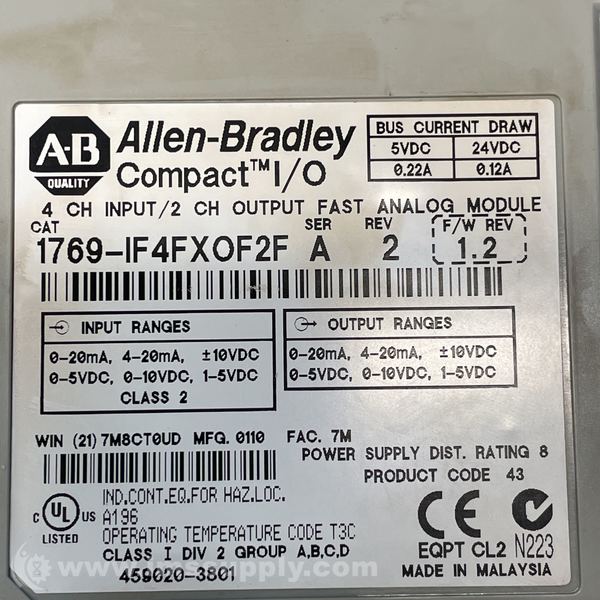 A-B
QUALITY
Allen-Bradley
Compact™ I/O
BUS CURRENT DRAW
5VDC 24VDC
0.22A 0.12A
4 CH INPUT/2 CH OUTPUT FAST ANALOG MODULE
CAT SER REV F/W REV
1769-IF4FXOF2F A 2 1.2
INPUT RANGES
0-20mA, 4-20mA, ±10VDC
0-5VDC, 0-10VDC, 1-5VDC
CLASS 2
OUTPUT RANGES
0-20mA, 4-20mA, ±10VDC
0-5VDC, 0-10VDC, 1-5VDC
WIN (21) 7M8CT0UD MFG. 0110 FAC. 7M
POWER SUPPLY DIST. RATING 8
PRODUCT CODE 43
C UL US
LISTED
IND.CONT.EQ.FOR HAZ.LOC.
A196
OPERATING TEMPERATURE CODE T3C
CLASS I DIV 2 GROUP A,B,C,D
459020-3801
CE
EQPT CL2 N223
MADE IN MALAYSIA